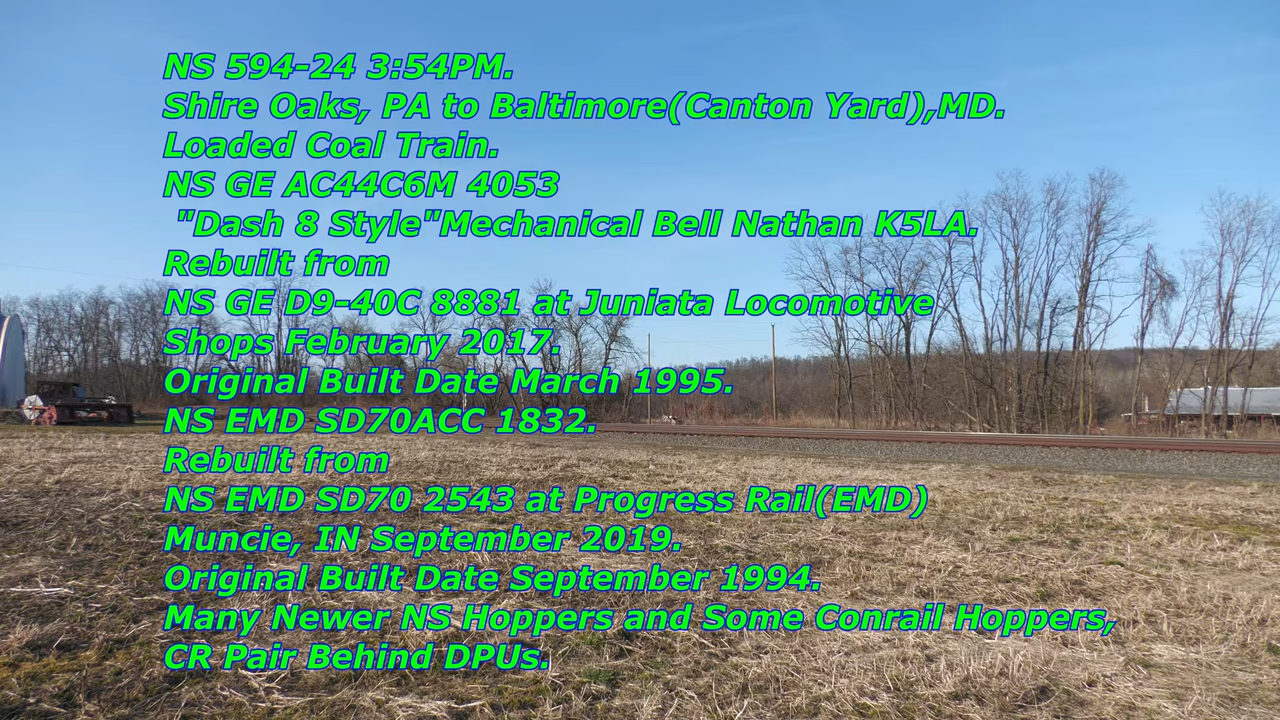 NS 594-24 3:54PM.
Shire Oaks, PA to Baltimore(Canton Yard),MD.
Loaded Coal Train.
NS GE AC44C6M 4053
"Dash 8 Style"Mechanical Bell Nathan K5LA.
Rebuilt from
NS GE D9-40C 8881 at Juniata Locomotive
Shops February 2017.
Original Built Date March 1995.
NS EMD SD70ACC 1832.
Rebuilt from
NS EMD SD70 2543 at Progress Rail(EMD)
Muncie, IN September 2019.
Original Built Date September 1994.
Many Newer NS Hoppers and Some Conrail Hoppers,
CR Pair Behind DPUs.